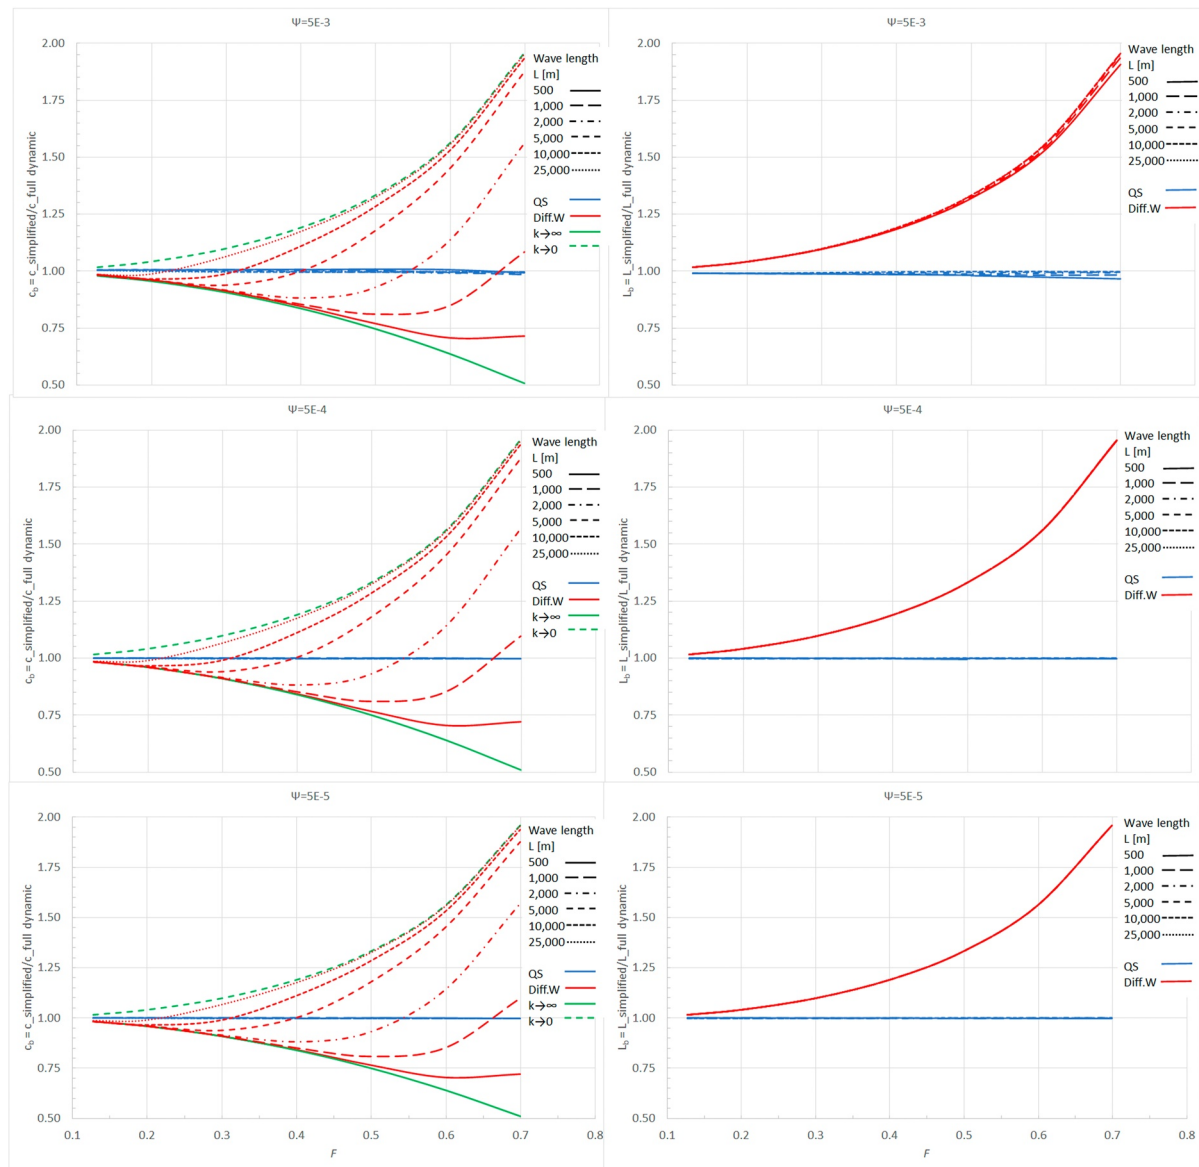 Ψ=5E-3
c_D = c_simplified/c_full dynamic
2.00
1.75
1.50
1.25
1.00
0.75
0.50
Wave length
L [m]
500
1,000
2,000
5,000
10,000
25,000
QS
Diff.W
k→∞
k→0
Ψ=5E-3
L_D = L_simplified/L_full dynamic
2.00
1.75
1.50
1.25
1.00
0.75
0.50
Wave length
L [m]
500
1,000
2,000
5,000
10,000
25,000
QS
Diff.W
Ψ=5E-4
c_D = c_simplified/c_full dynamic
2.00
1.75
1.50
1.25
1.00
0.75
0.50
Wave length
L [m]
500
1,000
2,000
5,000
10,000
25,000
QS
Diff.W
k→∞
k→0
Ψ=5E-4
L_D = L_simplified/L_full dynamic
2.00
1.75
1.50
1.25
1.00
0.75
0.50
Wave length
L [m]
500
1,000
2,000
5,000
10,000
25,000
QS
Diff.W
Ψ=5E-5
c_D = c_simplified/c_full dynamic
2.00
1.75
1.50
1.25
1.00
0.75
0.50
Wave length
L [m]
500
1,000
2,000
5,000
10,000
25,000
QS
Diff.W
k→∞
k→0
0.1 0.2 0.3 0.4 0.5 0.6 0.7 0.8
F
Ψ=5E-5
L_D = L_simplified/L_full dynamic
2.00
1.75
1.50
1.25
1.00
0.75
0.50
Wave length
L [m]
500
1,000
2,000
5,000
10,000
25,000
QS
Diff.W
0.1 0.2 0.3 0.4 0.5 0.6 0.7 0.8
F